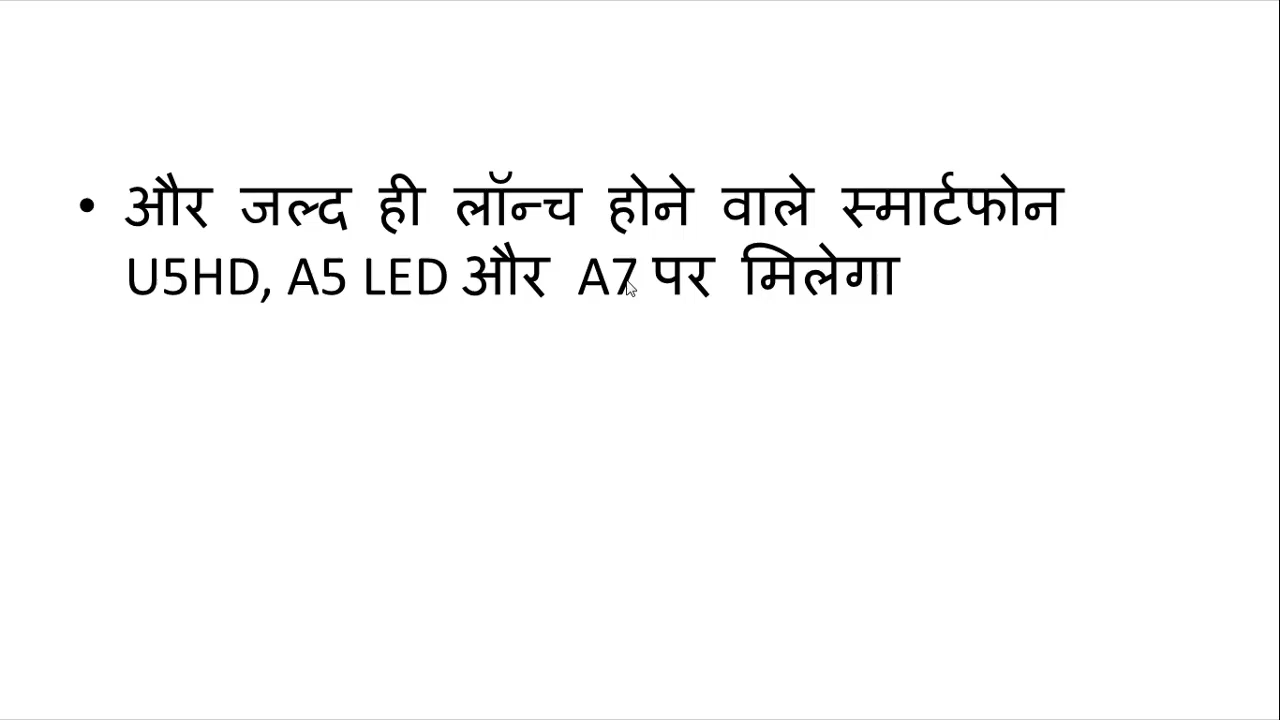 • और जल्द ही लॉन्च होने वाले स्मार्टफोन
U5HD, A5 LED और A7 पर मिलेगा